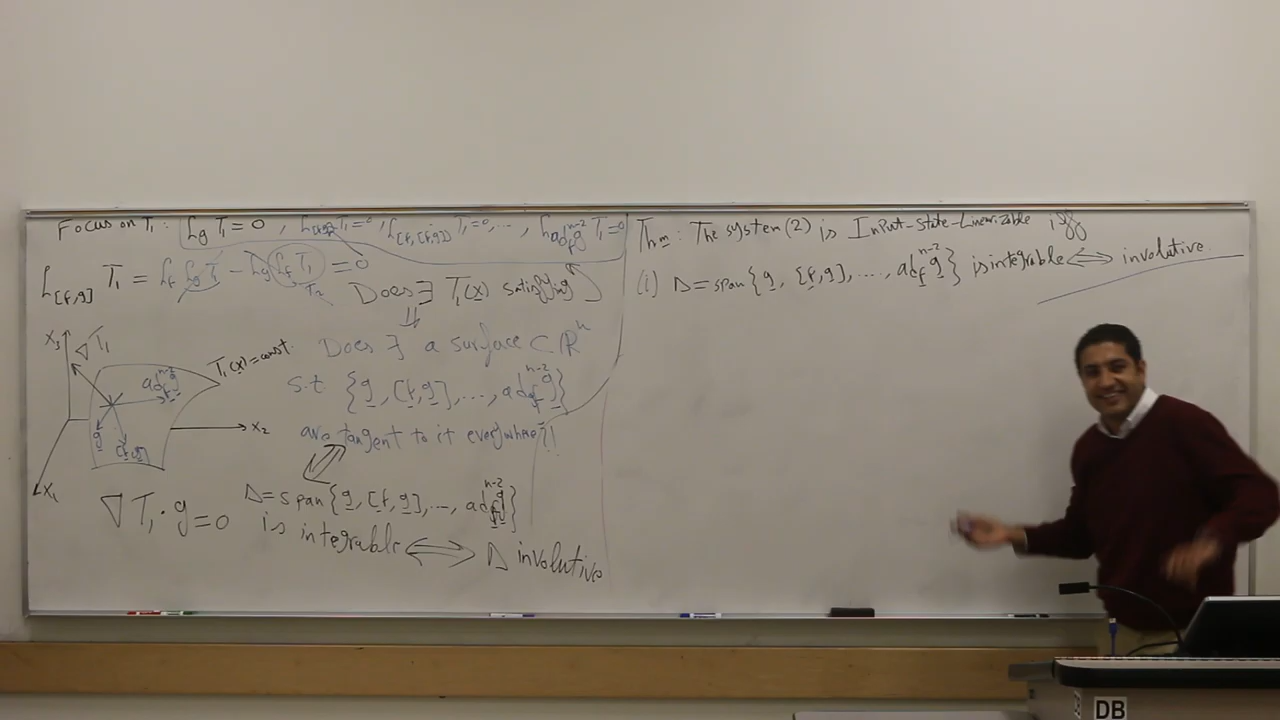 Focus on T₁ : L_g T₁ = 0 , L_[f,g] T₁ = 0 , L_[f,[f,g]] T₁ = 0, ..., L_ad_f^{n-2} g T₁ = 0
L_[f,g] T₁ = L_f L_g T₁ - L_g L_f T₁ = 0
T₂
Does ∃ T₁(x) satisfying
⇓
Does ∃ a surface ⊂ ℝⁿ
s.t {g, [f,g], ..., ad_f^{n-2} g}
are tangent to it everywhere?!
x₃
∇T₁
T₁(x)=const.
ad_f^{n-2} g
g
[f,g]
x₂
x₁
∇T₁ · g = 0
Δ = span{g, [f,g], ..., ad_f^{n-2} g}
is integrable ⟺ Δ involutive
Thm : The system (2) is Input-State-Linearizable iff
(i) Δ = span{g, [f,g], ..., ad_f^{n-2} g} is integrable ⟺ involutive.
DB